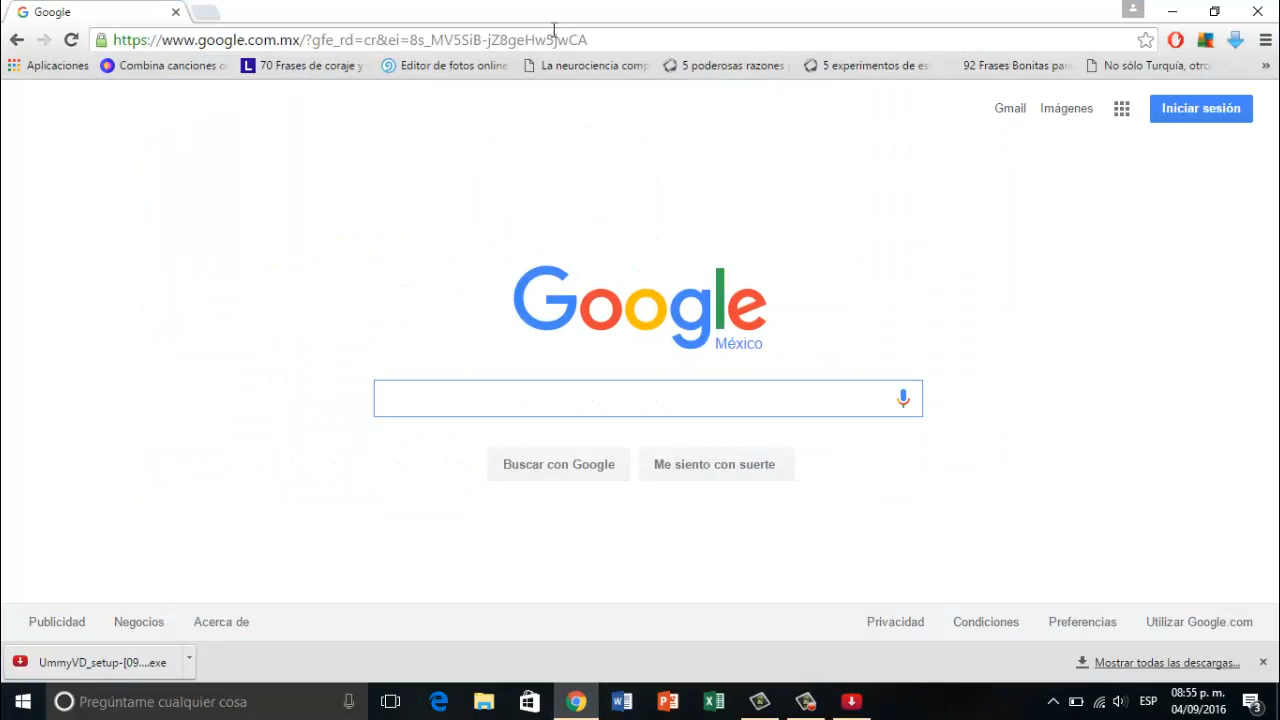 Google
https://www.google.com.mx/?gfe_rd=cr&ei=8s_MV5SiB-jZ8geHw5jwCA
Aplicaciones Combina canciones 70 Frases de coraje y Editor de fotos online La neurociencia comp 5 poderosas razones 5 experimentos de es 92 Frases Bonitas par No sólo Turquía, otro »
Gmail Imágenes Iniciar sesión
Google
México
Buscar con Google Me siento con suerte
Publicidad Negocios Acerca de Privacidad Condiciones Preferencias Utilizar Google.com
UmmyVD_setup-[09....exe Mostrar todas las descargas...
Pregúntame cualquier cosa ESP 08:55 p. m.
04/09/2016 3